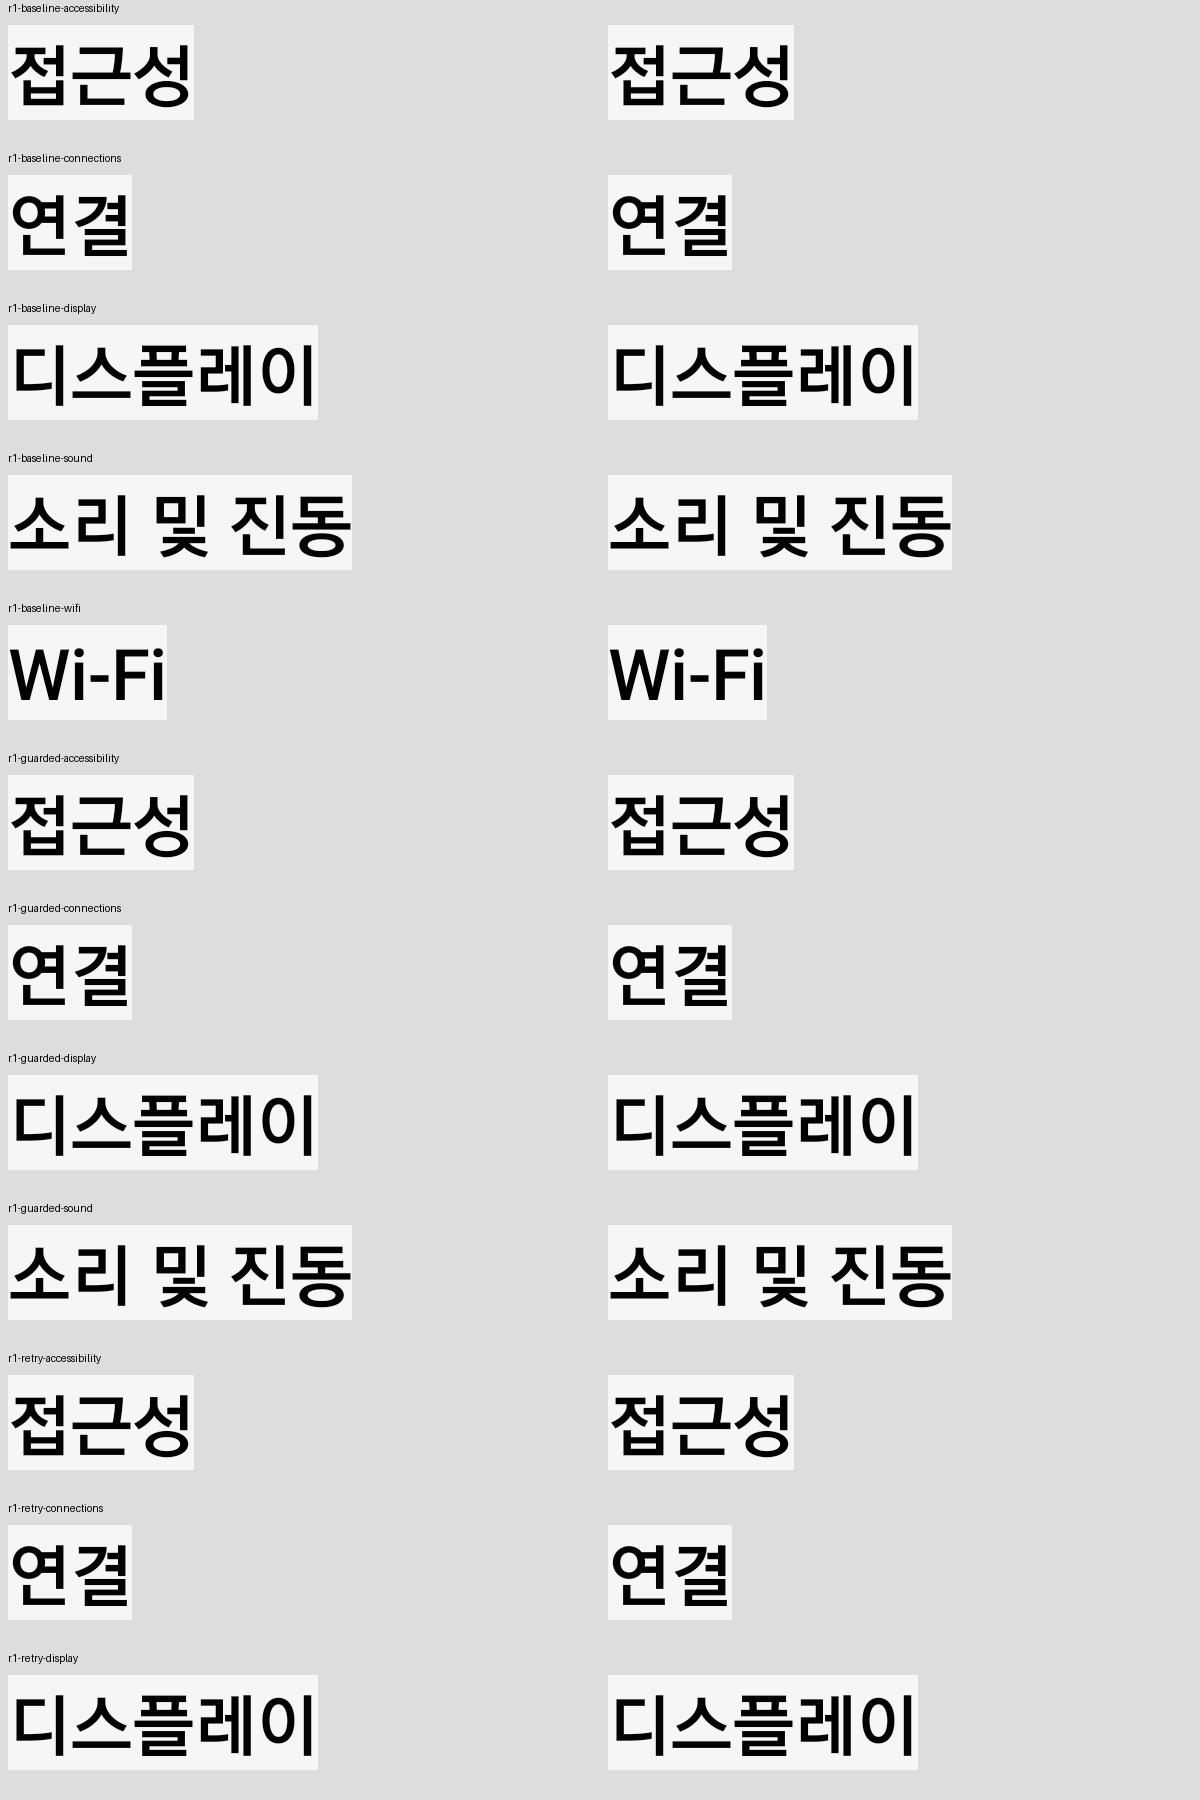 r1-baseline-accessibility
접근성 접근성
r1-baseline-connections
연결 연결
r1-baseline-display
디스플레이 디스플레이
r1-baseline-sound
소리 및 진동 소리 및 진동
r1-baseline-wifi
Wi-Fi Wi-Fi
r1-guarded-accessibility
접근성 접근성
r1-guarded-connections
연결 연결
r1-guarded-display
디스플레이 디스플레이
r1-guarded-sound
소리 및 진동 소리 및 진동
r1-retry-accessibility
접근성 접근성
r1-retry-connections
연결 연결
r1-retry-display
디스플레이 디스플레이